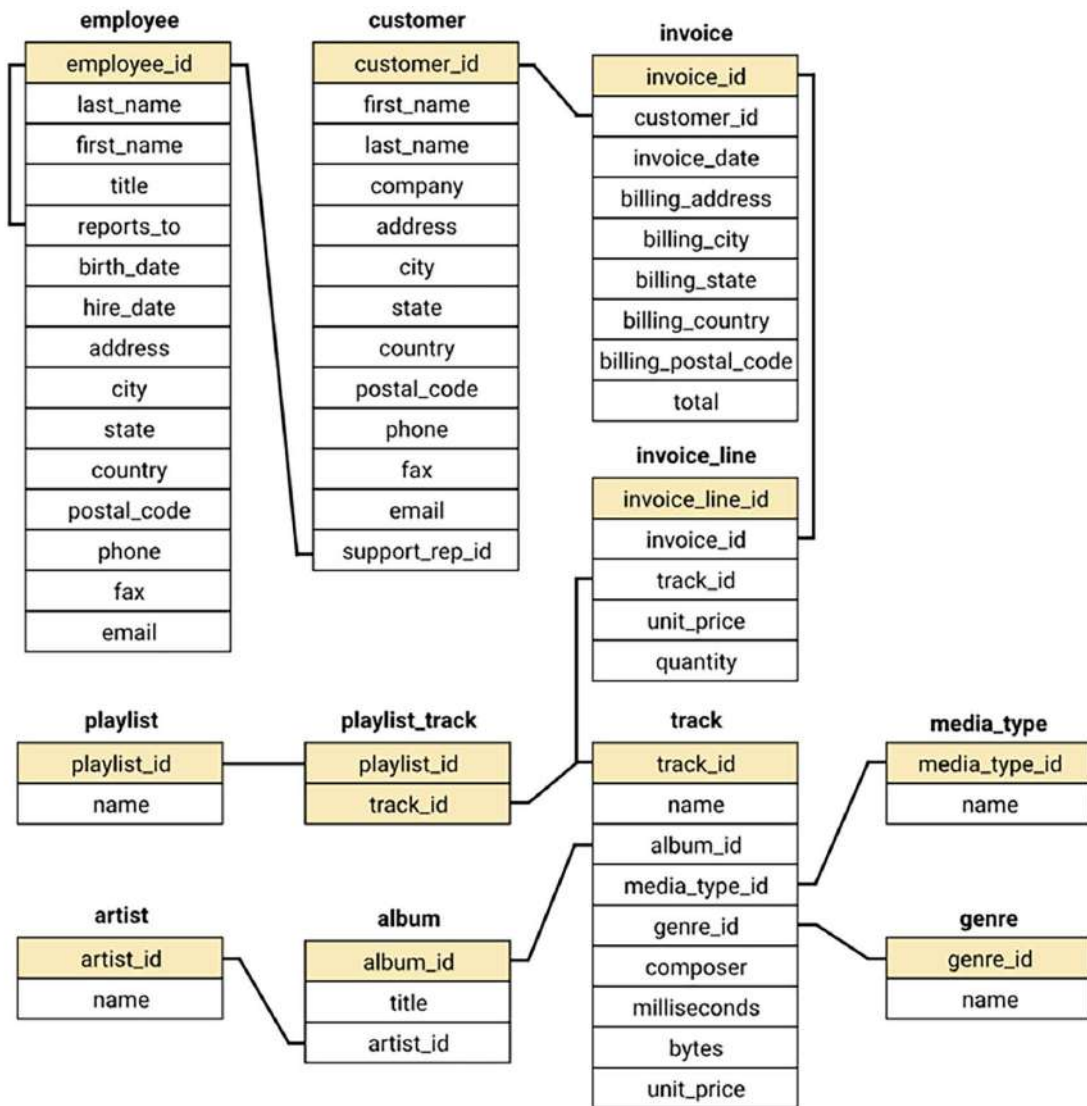 employee
employee_id
last_name
first_name
title
reports_to
birth_date
hire_date
address
city
state
country
postal_code
phone
fax
email
customer
customer_id
first_name
last_name
company
address
city
state
country
postal_code
phone
fax
email
support_rep_id
invoice
invoice_id
customer_id
invoice_date
billing_address
billing_city
billing_state
billing_country
billing_postal_code
total
invoice_line
invoice_line_id
invoice_id
track_id
unit_price
quantity
playlist
playlist_id
name
playlist_track
playlist_id
track_id
track
track_id
name
album_id
media_type_id
genre_id
composer
milliseconds
bytes
unit_price
media_type
media_type_id
name
artist
artist_id
name
album
album_id
title
artist_id
genre
genre_id
name